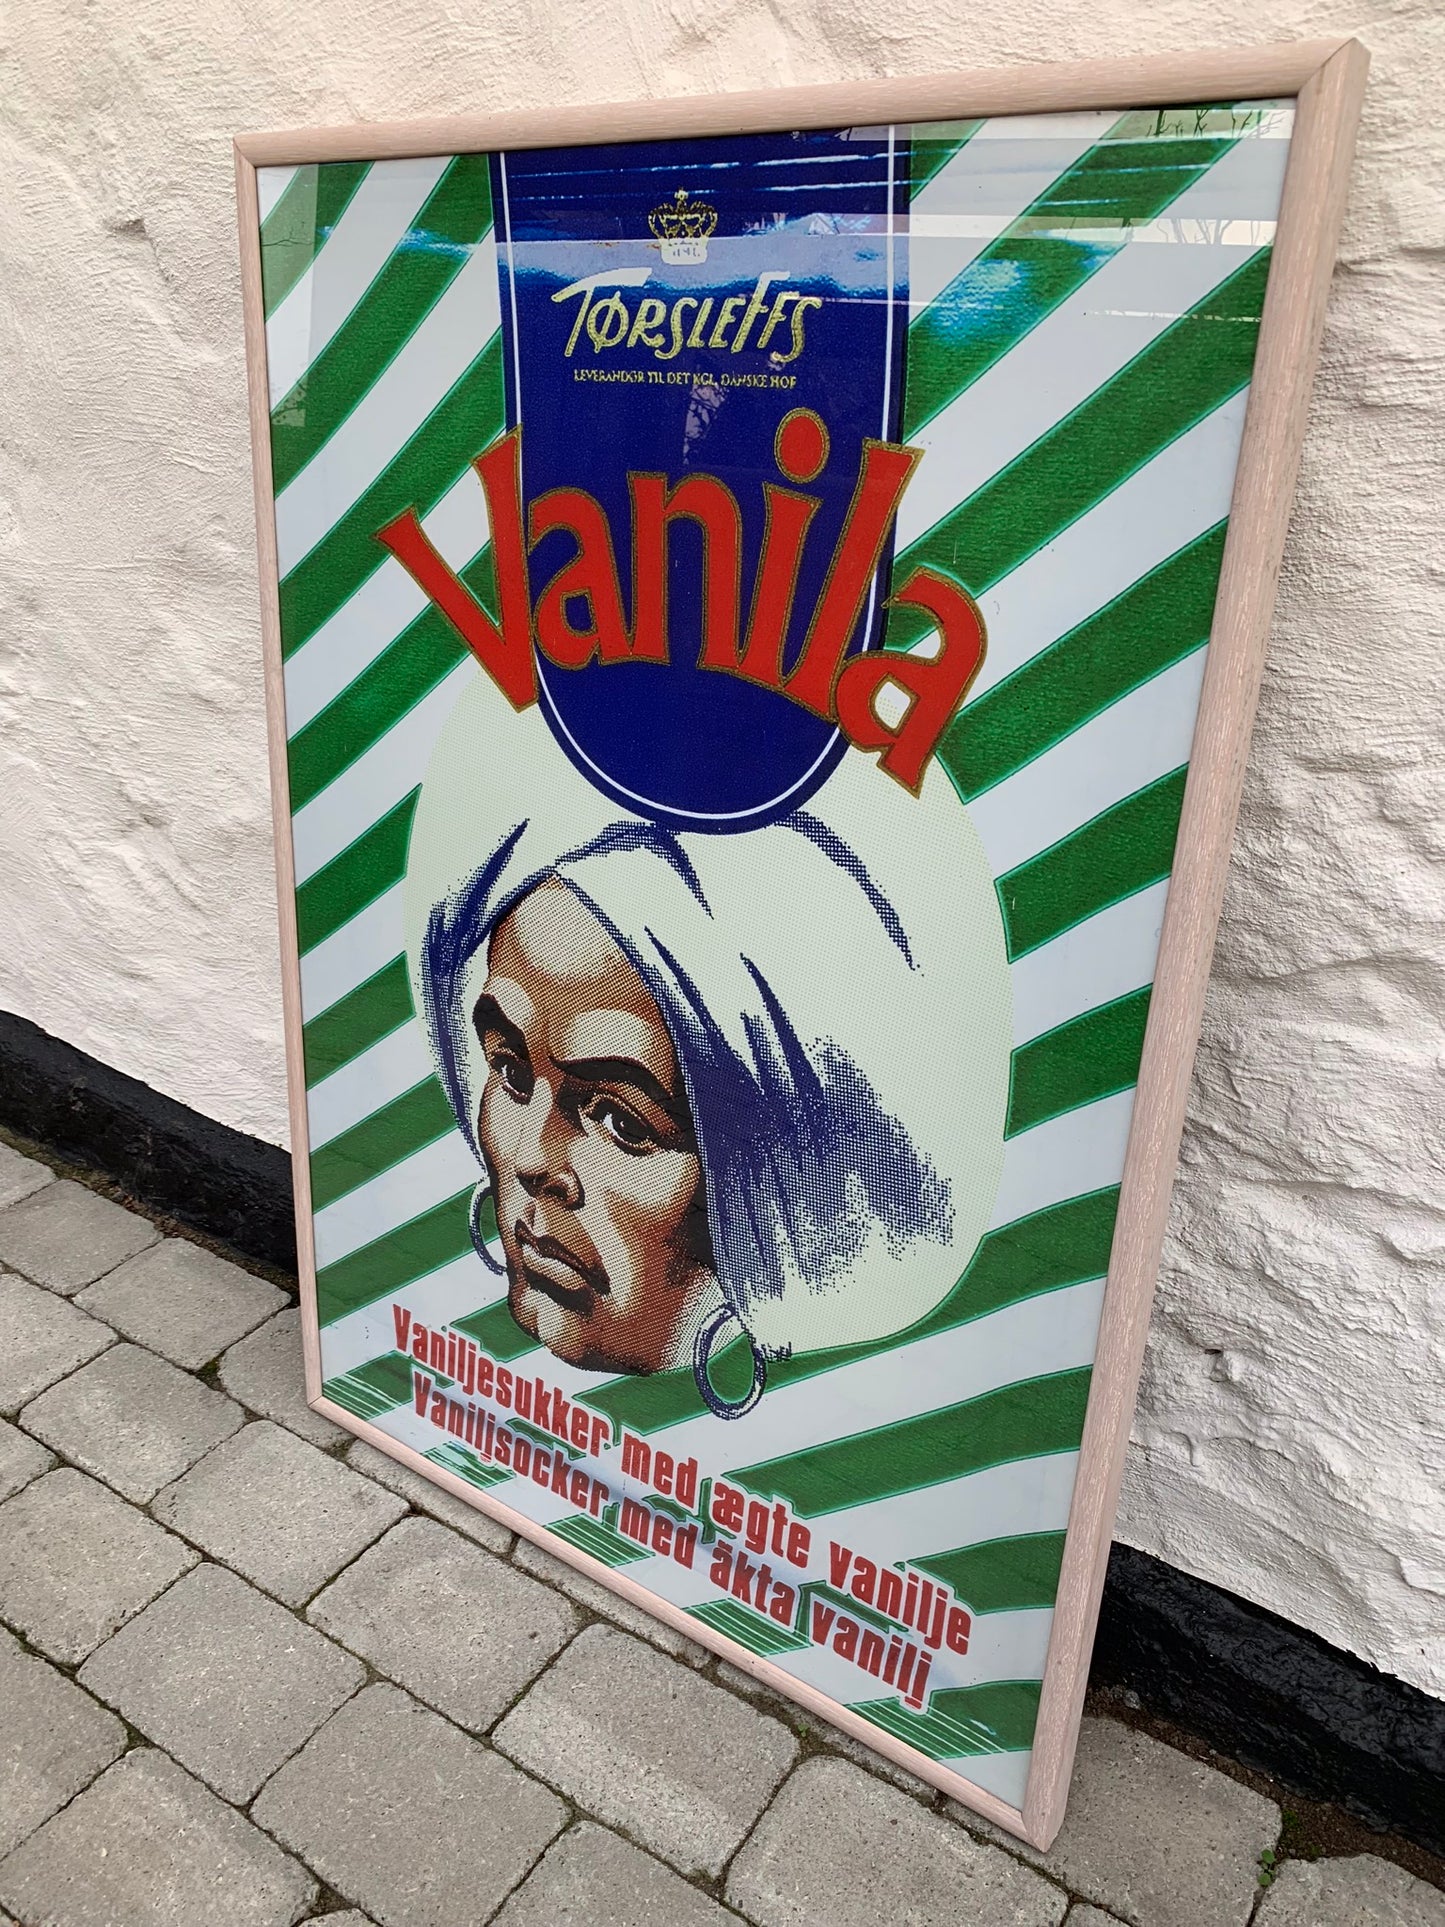 TØRSLEFFS
LEVERANDØR TIL DET KGL. DANSKE HOF
Vanila
Vaniljesukker med ægte vanilje
Vaniljsocker med äkta vanilj